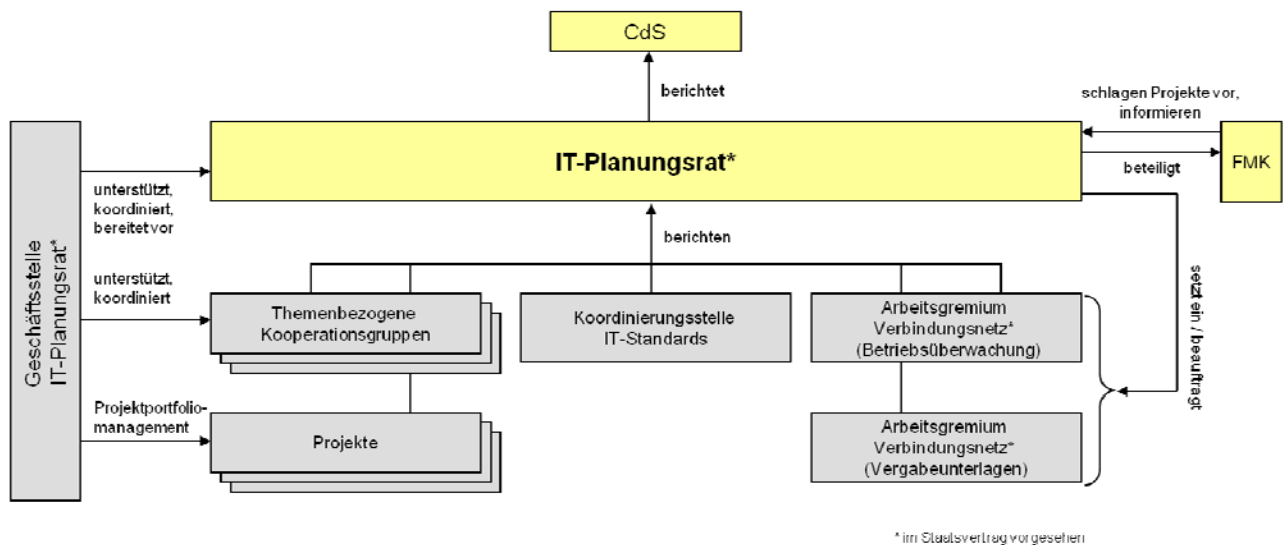 CdS
berichtet
schlagen Projekte vor,
informieren
IT-Planungsrat*
beteiligt
FMK
Geschäftsstelle
IT-Planungsrat*
unterstützt,
koordiniert,
bereitet vor
berichten
unterstützt,
koordiniert
Themenbezogene
Kooperationsgruppen
Koordinierungsstelle
IT-Standards
Arbeitsgremium
Verbindungsnetz*
(Betriebsüberwachung)
setzt ein / beauftragt
Projektportfolio-
management
Projekte
Arbeitsgremium
Verbindungsnetz*
(Vergabeunterlagen)
* im Staatsvertrag vorgesehen